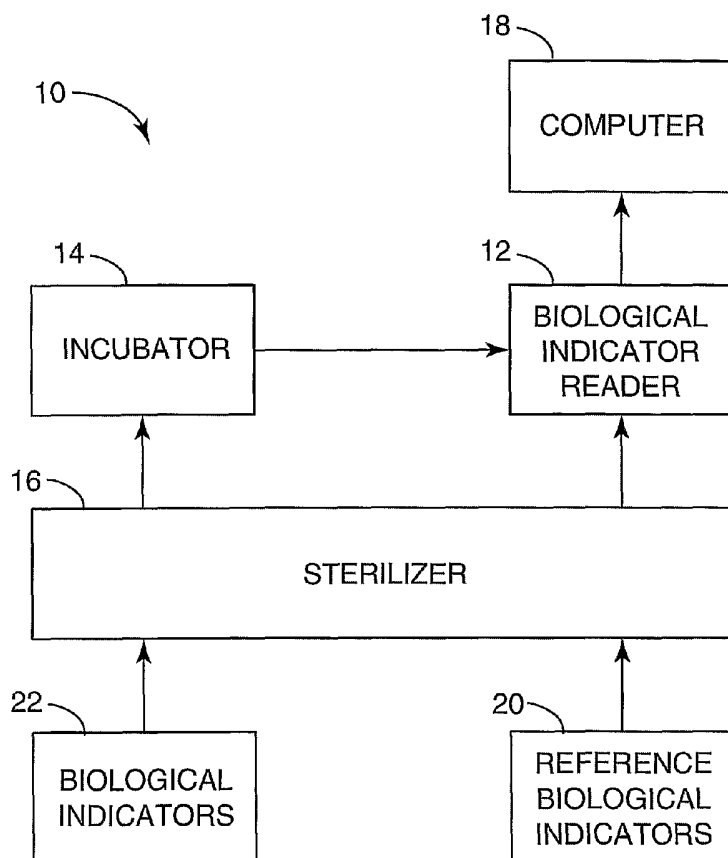 18
10
COMPUTER
14
12
INCUBATOR
BIOLOGICAL
INDICATOR
READER
16
STERILIZER
22
20
BIOLOGICAL
INDICATORS
REFERENCE
BIOLOGICAL
INDICATORS